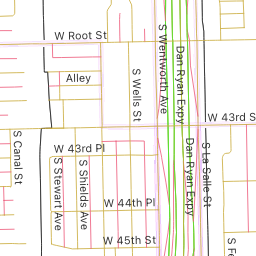 W Root St
Alley
S Wells St
S Wentworth Ave
Dan Ryan Expy
W 43rd S
S Canal St
W 43rd Pl
S Stewart Ave
S Shields Ave
Dan Ryan Expy
S La Salle St
W 44th Pl
W 45th St
S Fe